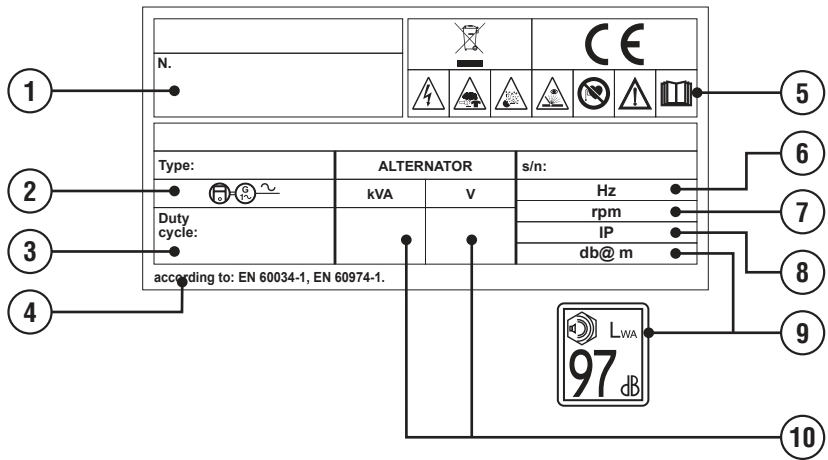 CE
N.
1
5
Type:
ALTERNATOR
s/n:
6
2
G
1~
kVA
V
Hz
rpm
7
Duty
cycle:
IP
3
db@ m
8
according to: EN 60034-1, EN 60974-1.
4
LWA
9
97 dB
10